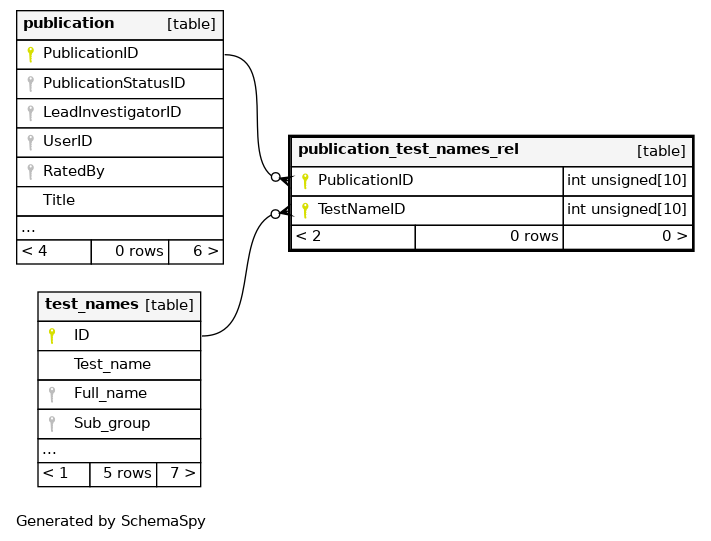 publication [table]
PublicationID
PublicationStatusID
LeadInvestigatorID
UserID
RatedBy
Title
...
< 4 0 rows 6 >
publication_test_names_rel [table]
PublicationID int unsigned[10]
TestNameID int unsigned[10]
< 2 0 rows 0 >
test_names [table]
ID
Test_name
Full_name
Sub_group
...
< 1 5 rows 7 >
Generated by SchemaSpy